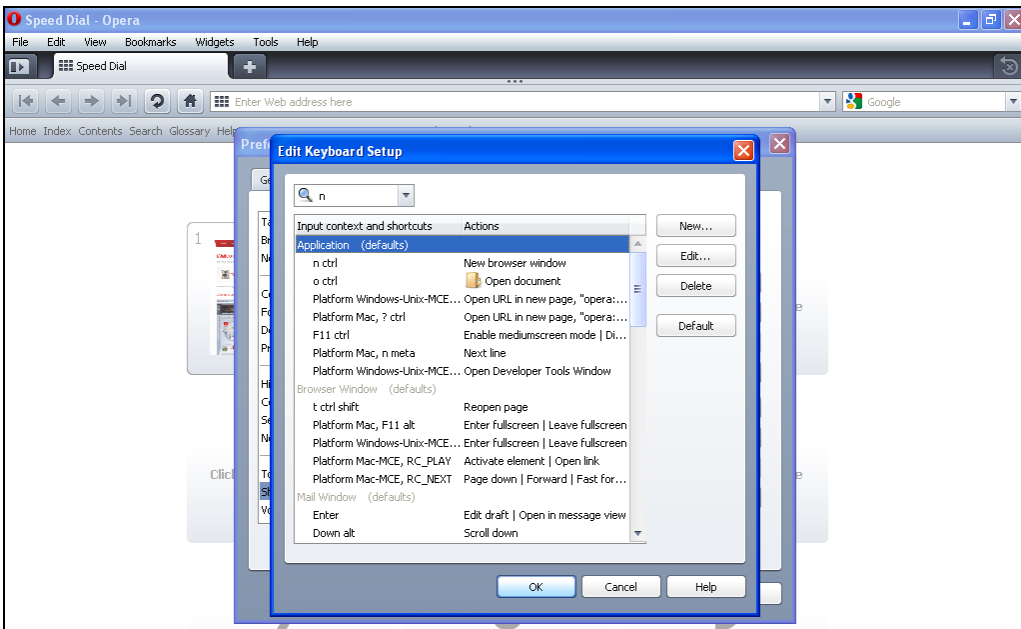 Speed Dial - Opera
File Edit View Bookmarks Widgets Tools Help
Speed Dial
Enter Web address here
Google
Home Index Contents Search Glossary Help
Edit Keyboard Setup
n
Input context and shortcuts Actions
New...
Application (defaults)
Edit...
n ctrl New browser window
o ctrl Open document
Delete
Platform Windows-Unix-MCE... Open URL in new page, "opera:...
Platform Mac, ? ctrl Open URL in new page, "opera:...
Default
F11 ctrl Enable mediumscreen mode | Di...
Platform Mac, n meta Next line
Platform Windows-Unix-MCE... Open Developer Tools Window
Browser Window (defaults)
t ctrl shift Reopen page
Platform Mac, F11 alt Enter fullscreen | Leave fullscreen
Platform Windows-Unix-MCE... Enter fullscreen | Leave fullscreen
Platform Mac-MCE, RC_PLAY Activate element | Open link
Platform Mac-MCE, RC_NEXT Page down | Forward | Fast for...
Mail Window (defaults)
Enter Edit draft | Open in message view
Down alt Scroll down
OK Cancel Help
1